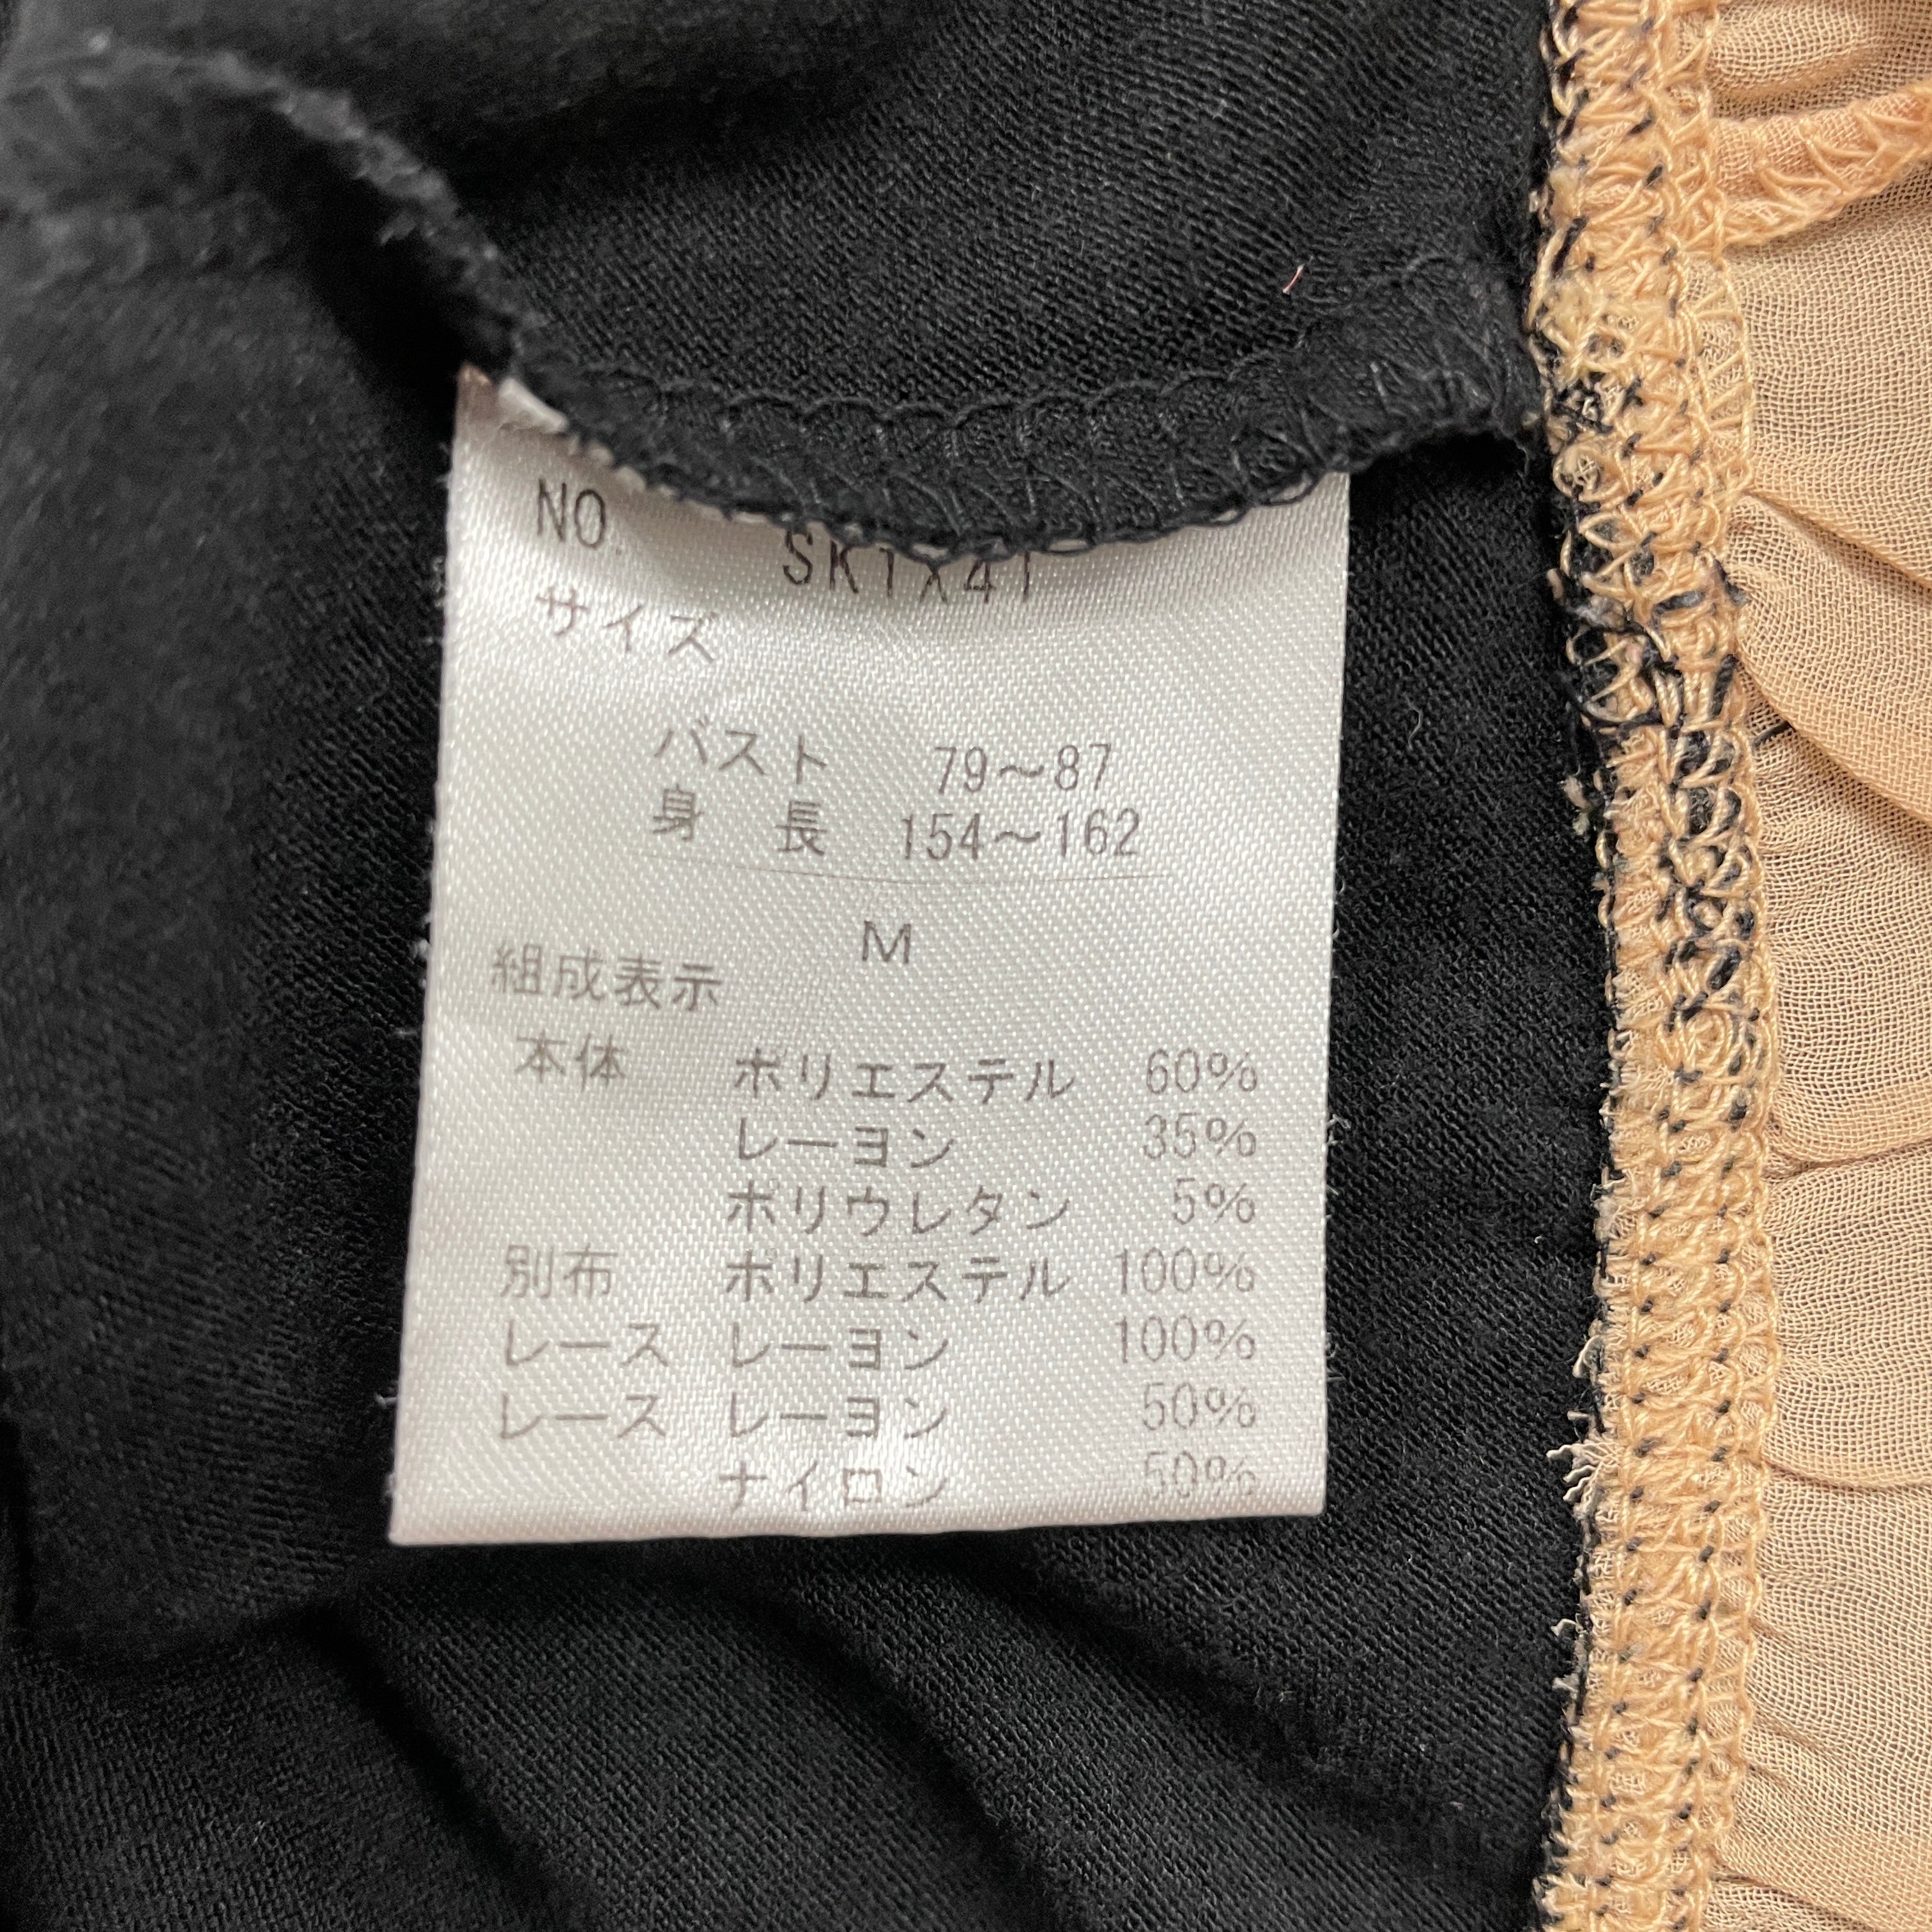 NO. SK1X41
サイズ
バスト 79～87
身 長 154～162
M
組成表示
本体 ポリエステル 60%
レーヨン 35%
ポリウレタン 5%
別布 ポリエステル 100%
レース レーヨン 100%
レース レーヨン 50%
ナイロン 50%